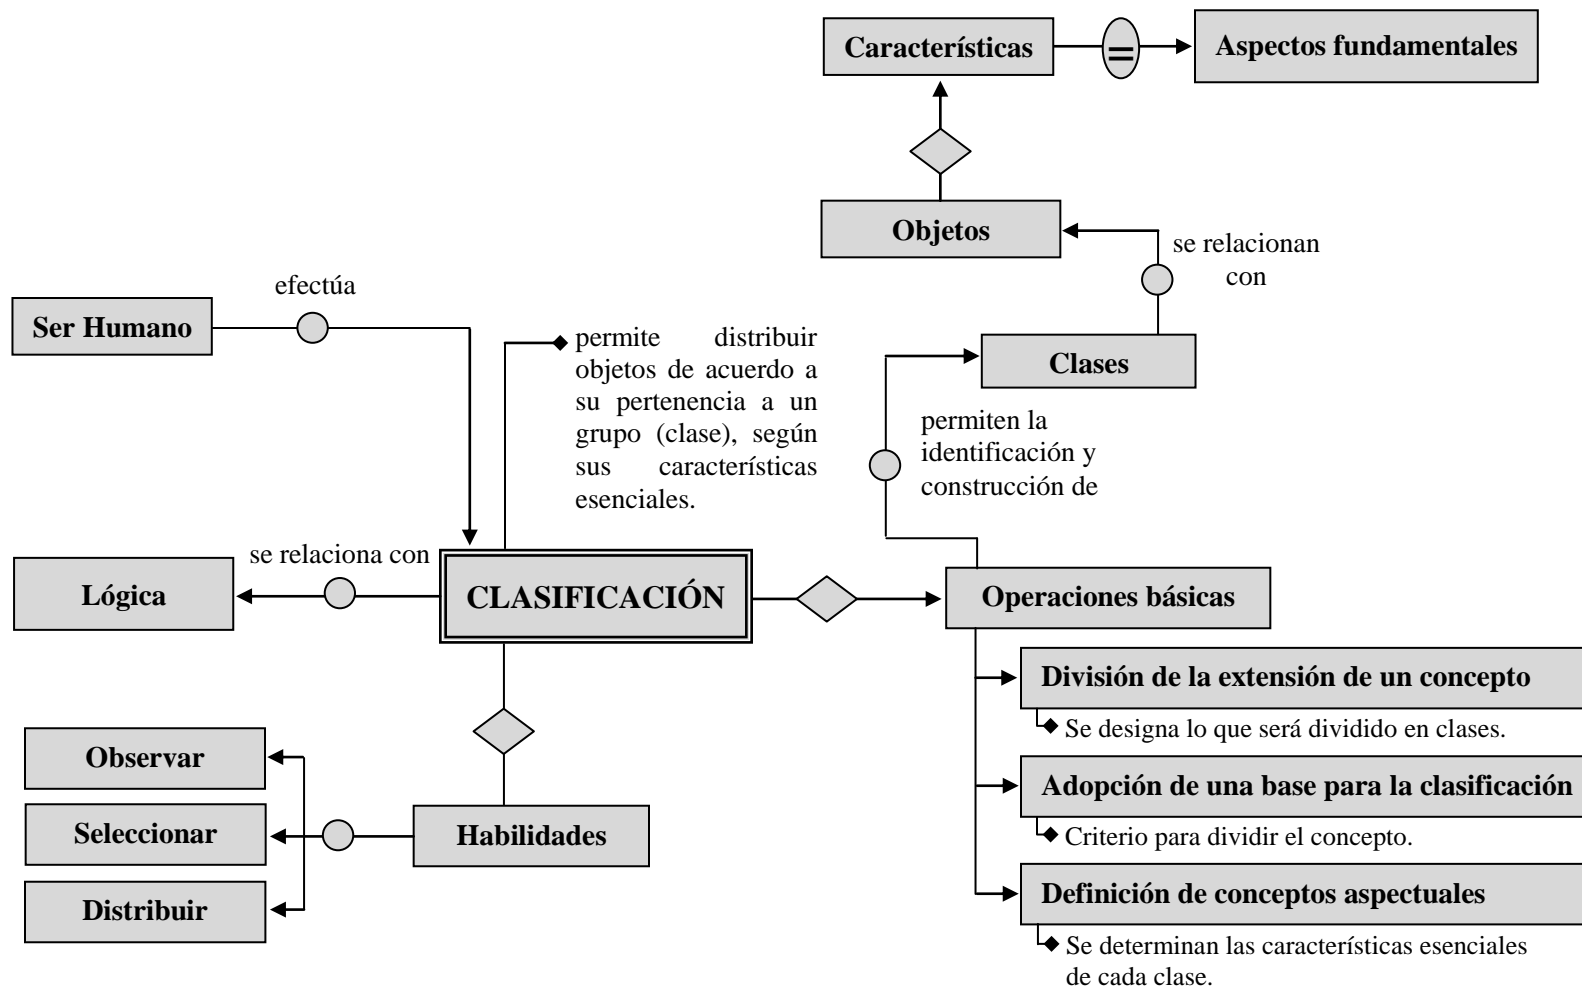 Características
=
Aspectos fundamentales
Objetos
se relacionan
con
efectúa
Ser Humano
permite distribuir
objetos de acuerdo a
su pertenencia a un
grupo (clase), según
sus características
esenciales.
Clases
permiten la
identificación y
construcción de
se relaciona con
Lógica
CLASIFICACIÓN
Operaciones básicas
División de la extensión de un concepto
Se designa lo que será dividido en clases.
Adopción de una base para la clasificación
Criterio para dividir el concepto.
Definición de conceptos aspectuales
Se determinan las características esenciales
de cada clase.
Habilidades
Observar
Seleccionar
Distribuir